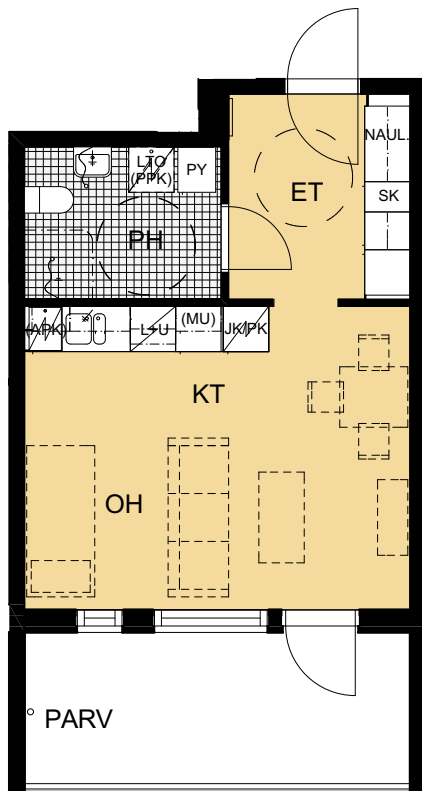 NAUL.
LTO
(PPK)
PY
SK
ET
PH
(APK)
L+U
(MU)
JK/PK
KT
OH
PARV